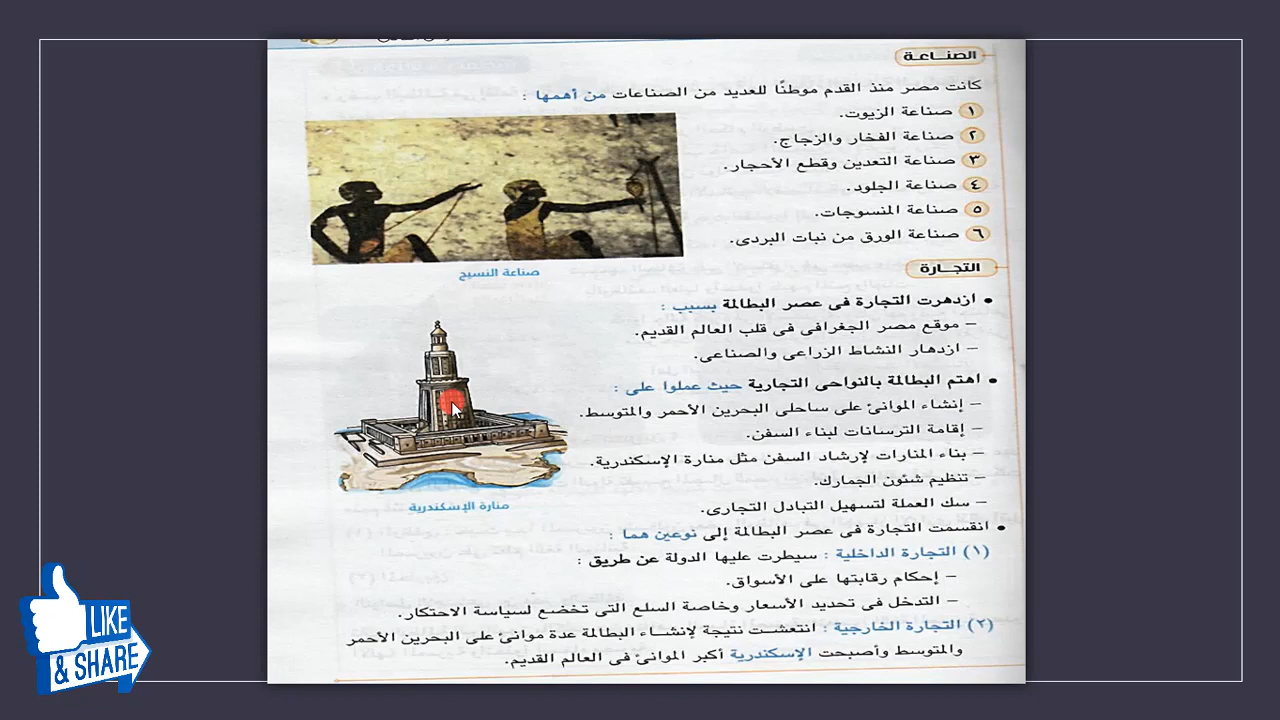 الصنـــاعـة
كانت مصر منذ القدم موطنًا للعديد من الصناعات من أهمها :
١ صناعة الزيوت.
٢ صناعة الفخار والزجاج.
٣ صناعة التعدين وقطع الأحجار.
٤ صناعة الجلود.
٥ صناعة المنسوجات.
٦ صناعة الورق من نبات البردى.
صناعة النسيج
التجـــارة
• ازدهرت التجارة فى عصر البطالمة بسبب :
– موقع مصر الجغرافى فى قلب العالم القديم.
– ازدهار النشاط الزراعى والصناعى.
• اهتم البطالمة بالنواحى التجارية حيث عملوا على :
– إنشاء الموانئ على ساحلى البحرين الأحمر والمتوسط.
– إقامة الترسانات لبناء السفن.
– بناء المنارات لإرشاد السفن مثل منارة الإسكندرية.
– تنظيم شئون الجمارك.
– سك العملة لتسهيل التبادل التجارى.
منارة الإسكندرية
• انقسمت التجارة فى عصر البطالمة إلى نوعين هما :
(١) التجارة الداخلية : سيطرت عليها الدولة عن طريق :
– إحكام رقابتها على الأسواق.
– التدخل فى تحديد الأسعار وخاصة السلع التى تخضع لسياسة الاحتكار.
(٢) التجارة الخارجية : انتعشـت نتيجة لإنشـاء البطالمة عدة موانئ على البحرين الأحمر
والمتوسط وأصبحت الإسكندرية أكبر الموانئ فى العالم القديم.
LIKE
& SHARE